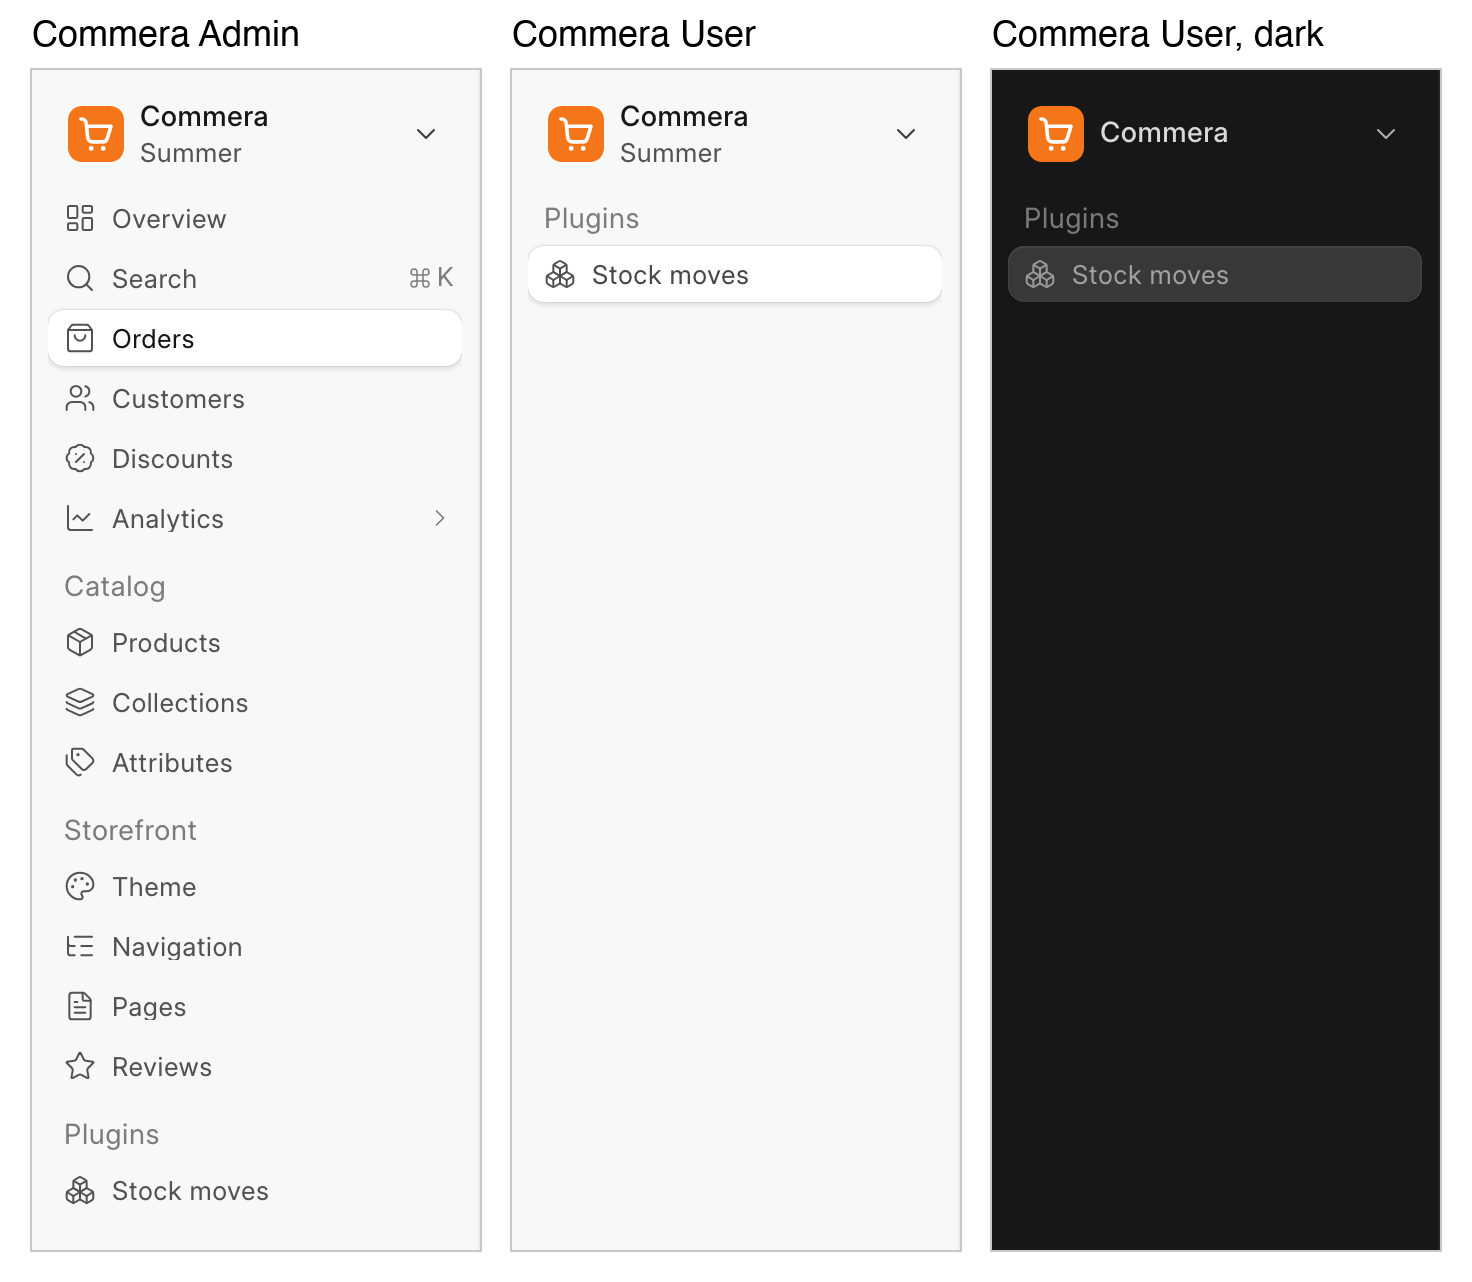 Commera Admin
Commera
Summer
Overview
Search ⌘ K
Orders
Customers
Discounts
Analytics
Catalog
Products
Collections
Attributes
Storefront
Theme
Navigation
Pages
Reviews
Plugins
Stock moves
Commera User
Commera
Summer
Plugins
Stock moves
Commera User, dark
Commera
Plugins
Stock moves